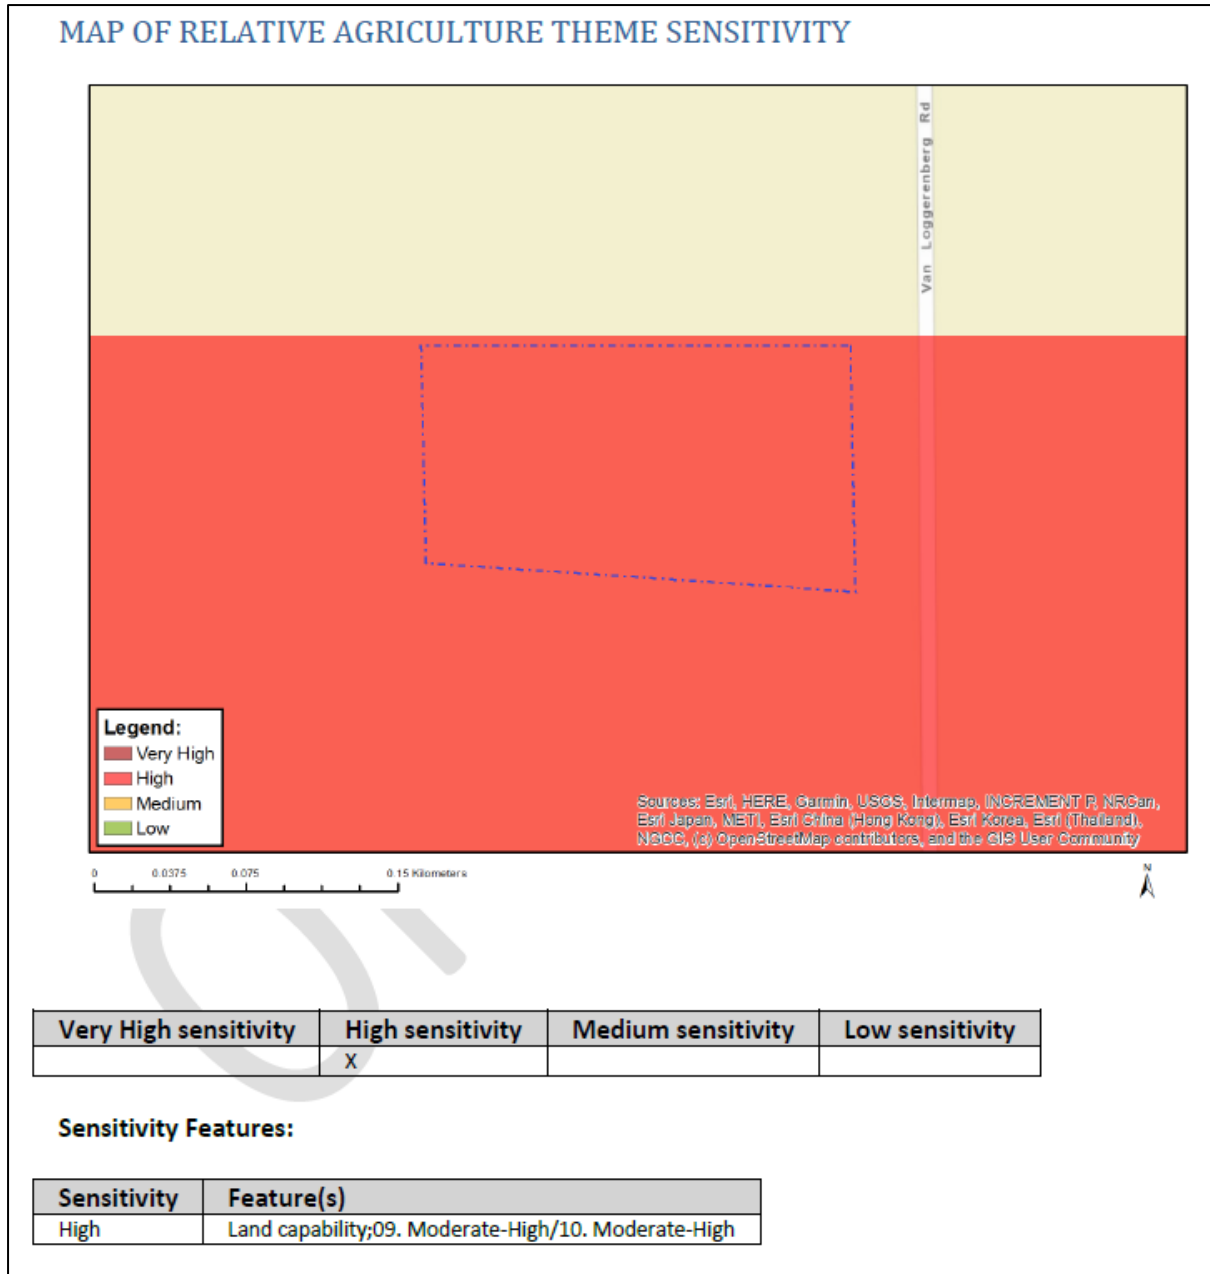 MAP OF RELATIVE AGRICULTURE THEME SENSITIVITY
Van Loggerenberg Rd
Legend:
Very High
High
Medium
Low
Sources: Esri, HERE, Garmin, USGS, Intermap, INCREMENT P, NRCan,
Esri Japan, METI, Esri China (Hong Kong), Esri Korea, Esri (Thailand),
NGCC, (c) OpenStreetMap contributors, and the GIS User Community
0 0.0375 0.075 0.15 Kilometers
N
Very High sensitivity High sensitivity Medium sensitivity Low sensitivity
X
Sensitivity Features:
Sensitivity Feature(s)
High Land capability;09. Moderate-High/10. Moderate-High